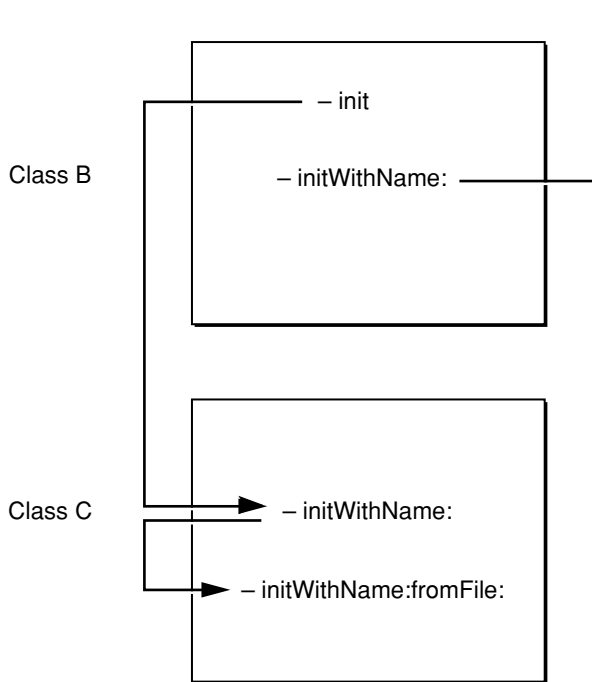 – init
Class B
– initWithName:
Class C
– initWithName:
– initWithName:fromFile: